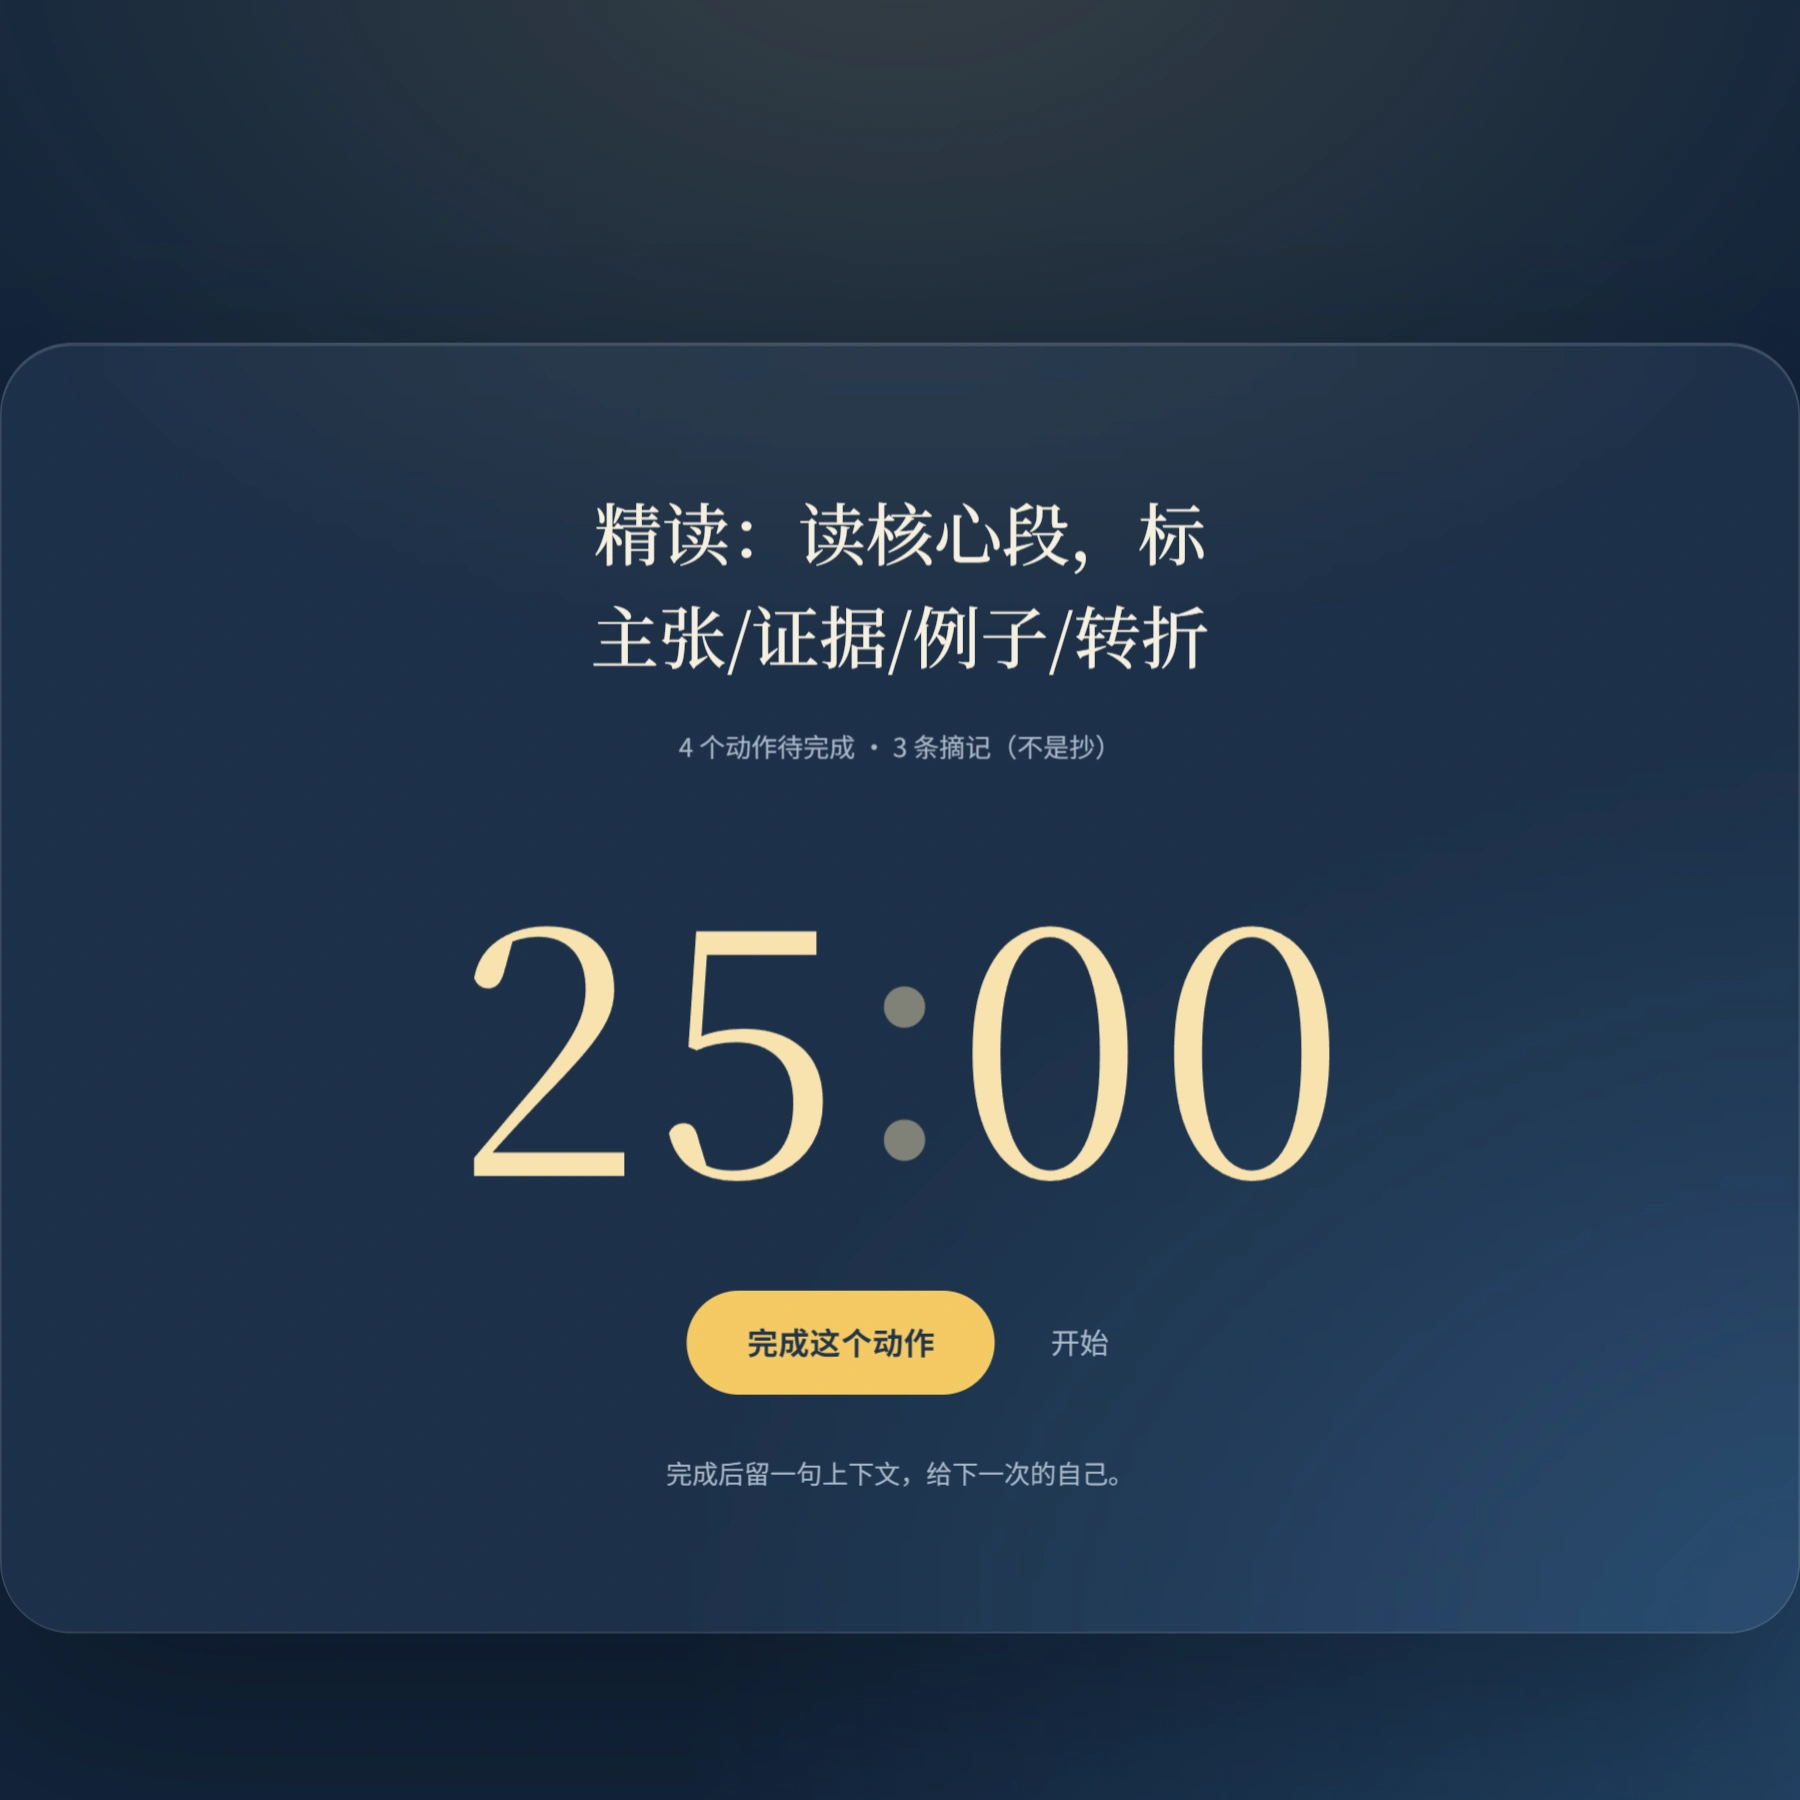 精读：读核心段，标
主张/证据/例子/转折
4 个动作待完成 · 3 条摘记（不是抄）
25:00
完成这个动作 开始
完成后留一句上下文，给下一次的自己。